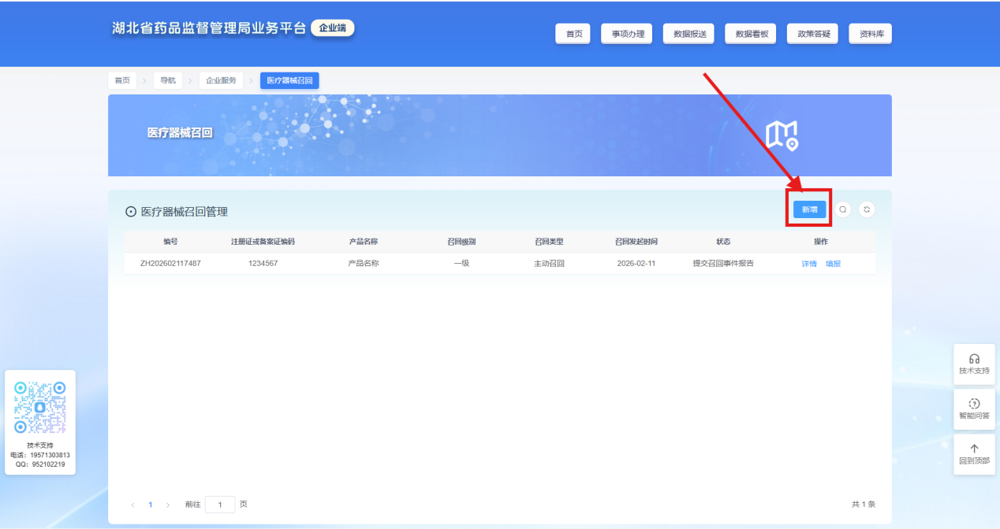 湖北省药品监督管理局业务平台 企业端
首页 事项办理 数据报送 数据看板 政策答疑 资料库
首页 > 导航 > 企业服务 > 医疗器械召回
医疗器械召回
医疗器械召回管理 新增
编号 注册证或备案证编码 产品名称 召回级别 召回类型 召回发起时间 状态 操作
ZH202602117487 1234567 产品名称 一级 主动召回 2026-02-11 提交召回事件报告 详情 填报
技术支持
智能问答
回到顶部
技术支持
电话：19571303813
QQ：952102219
< 1 > 前往 1 页 共 1 条